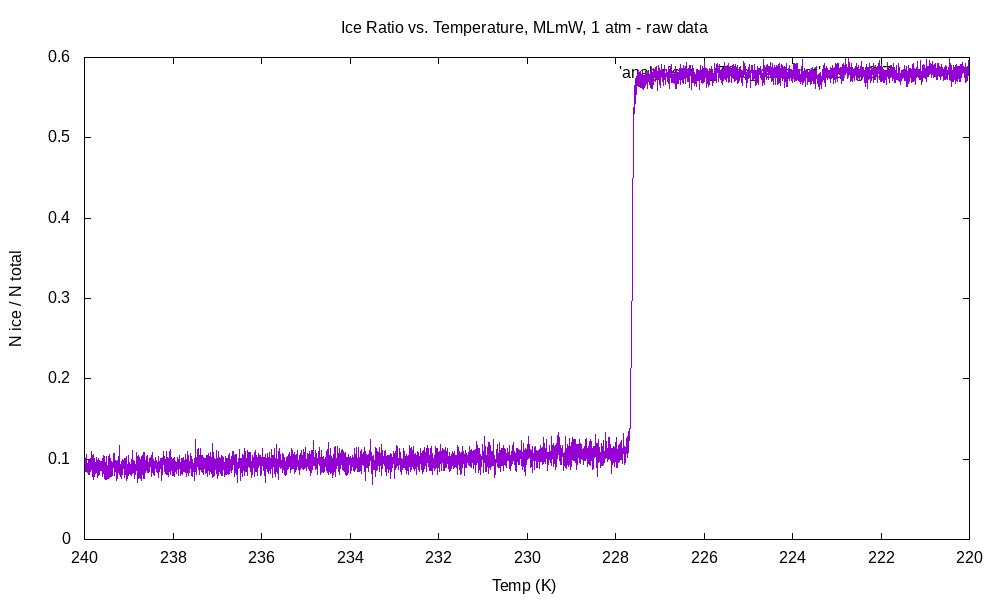 Ice Ratio vs. Temperature, MLmW, 1 atm - raw data
0.6
0.5
0.4
0.3
0.2
0.1
0
N ice / N total
240 238 236 234 232 230 228 226 224 222 220
Temp (K)